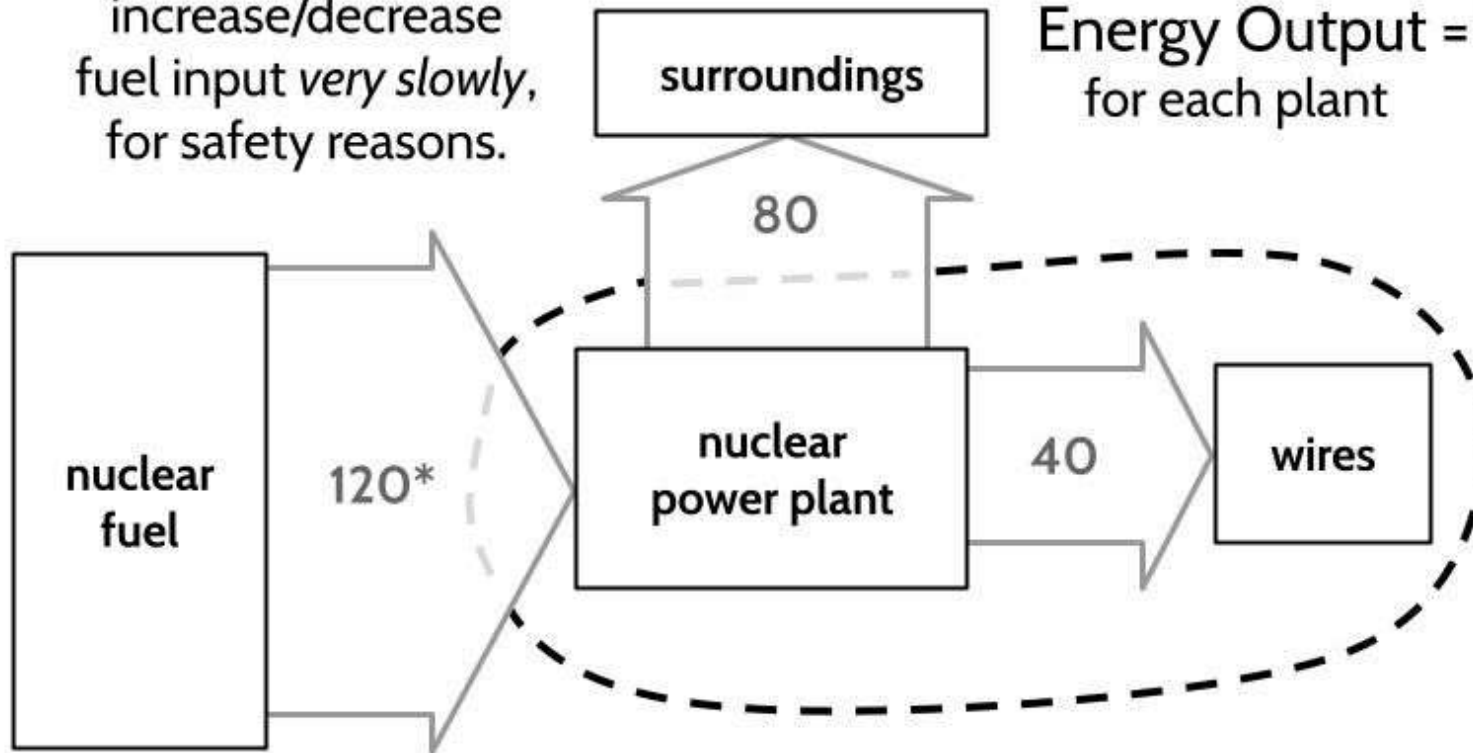 increase/decrease
fuel input very slowly,
for safety reasons.
surroundings
Energy Output =
for each plant
80
nuclear
fuel
120*
nuclear
power plant
40
wires